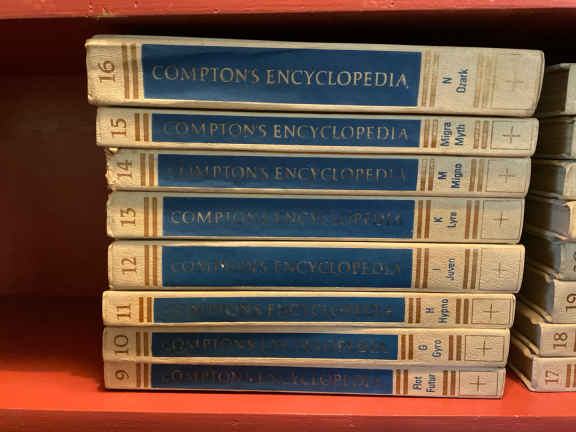 16 COMPTON'S ENCYCLOPEDIA N Ozark
15 COMPTON'S ENCYCLOPEDIA Migra Myth
14 COMPTON'S ENCYCLOPEDIA M Migno
13 COMPTON'S ENCYCLOPEDIA K Lyre
12 COMPTON'S ENCYCLOPEDIA I Juven
11 COMPTON'S ENCYCLOPEDIA H Hypno
10 COMPTON'S ENCYCLOPEDIA G Gyro
9 COMPTON'S ENCYCLOPEDIA Flot Futur
19
18
17